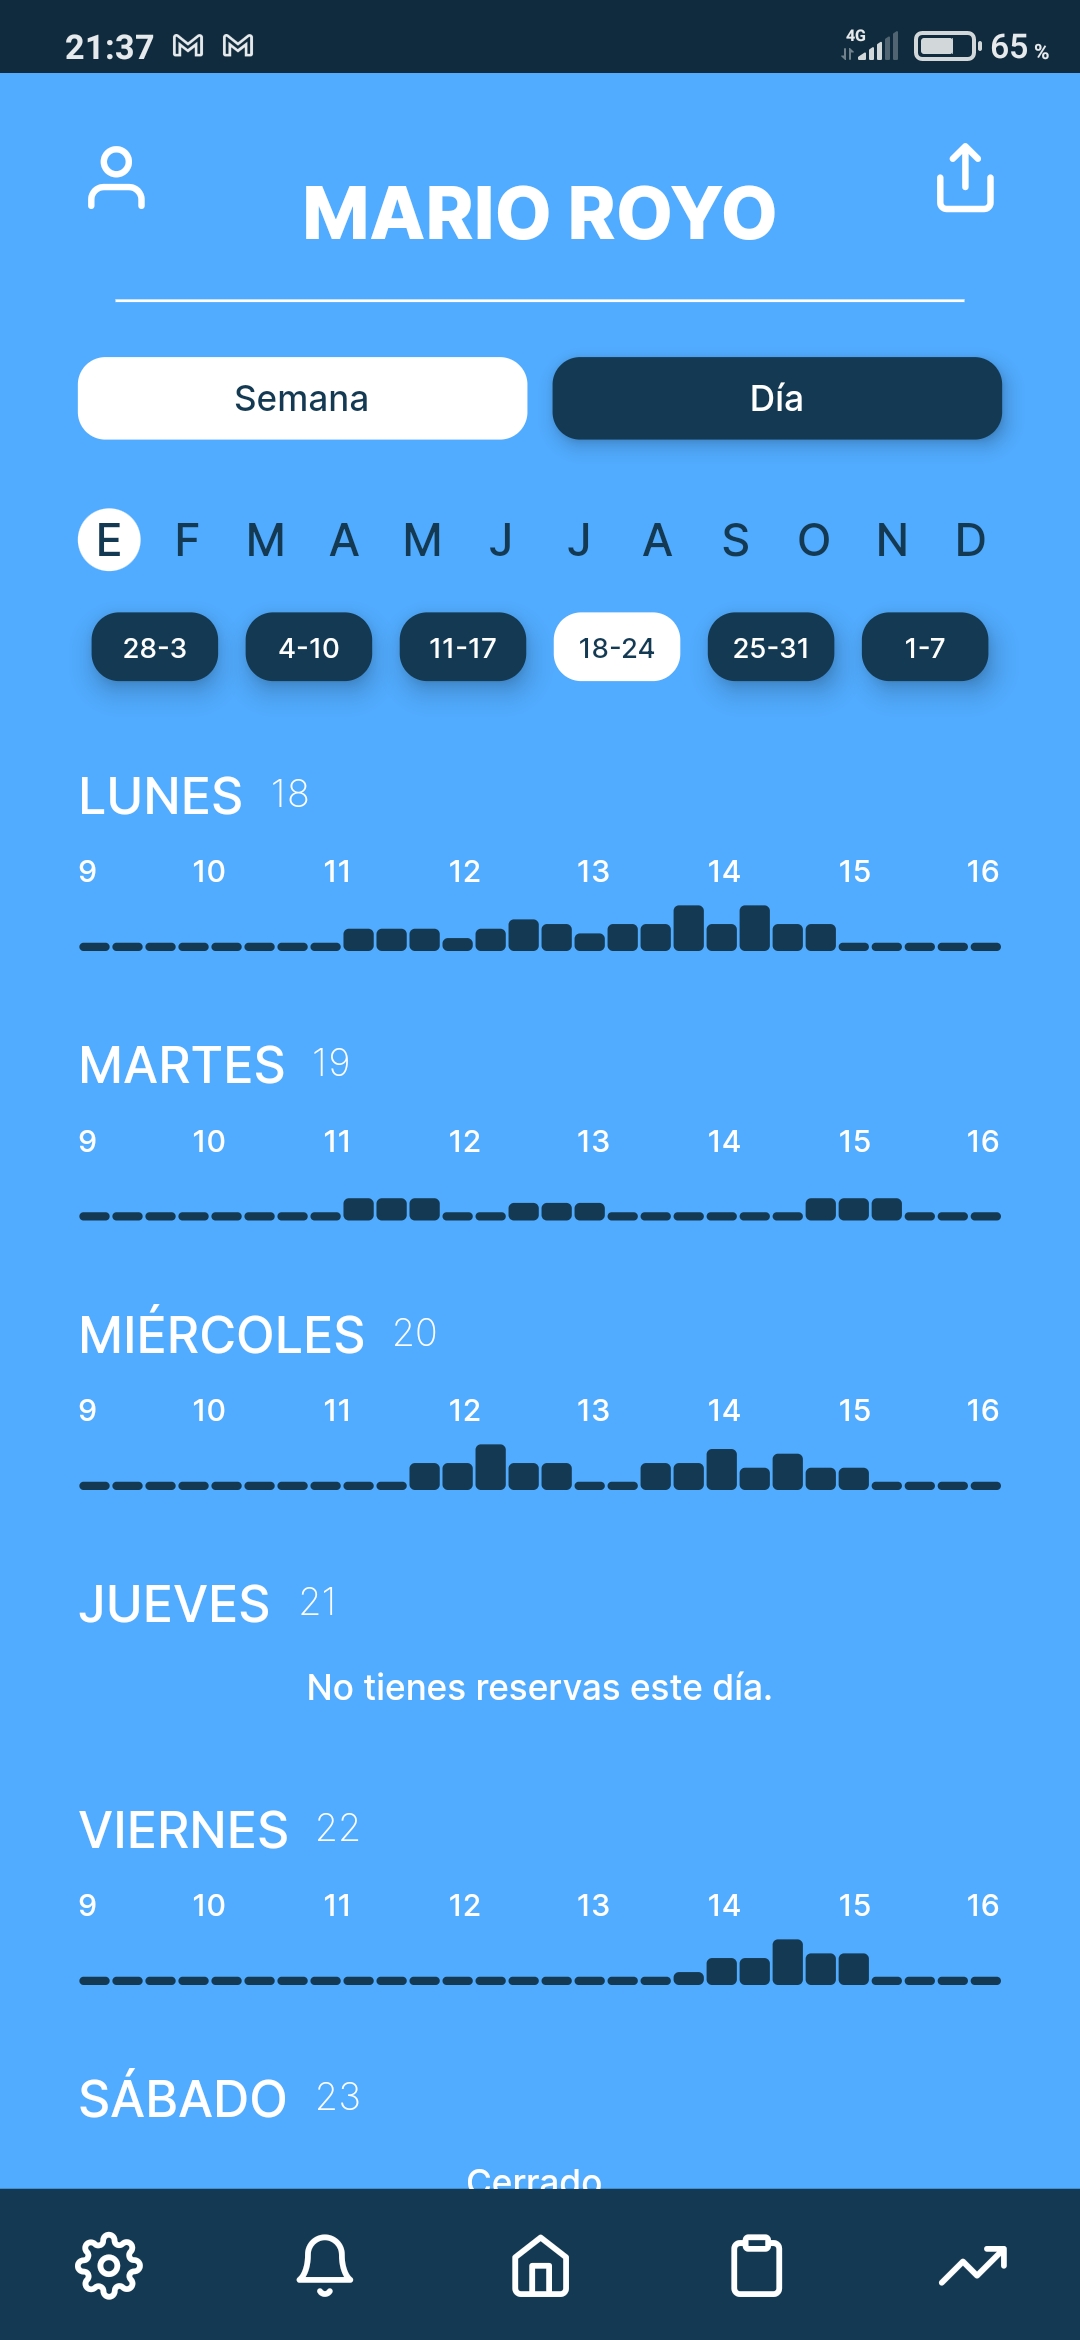 21:37 4G 65 %
MARIO ROYO
Semana Día
E F M A M J J A S O N D
28-3 4-10 11-17 18-24 25-31 1-7
LUNES 18
9 10 11 12 13 14 15 16
MARTES 19
9 10 11 12 13 14 15 16
MIÉRCOLES 20
9 10 11 12 13 14 15 16
JUEVES 21
No tienes reservas este día.
VIERNES 22
9 10 11 12 13 14 15 16
SÁBADO 23
Cerrado